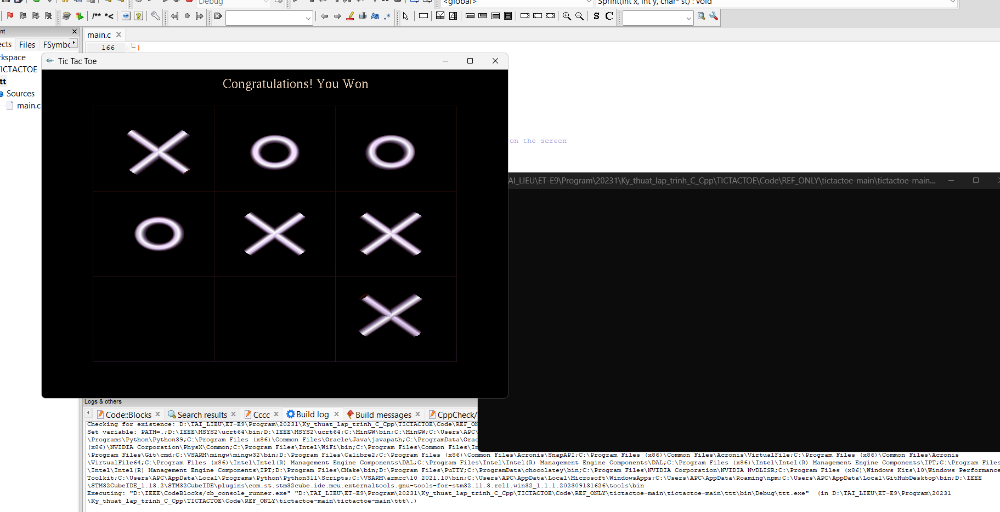 Debug
<global>
Sprint(int x, int y, char* st) : void
/** *<
Aa .*
S C
main.c
ects Files FSymbo
166 }
rkspace
TICTACTOE
tt
Sources
main.c
Tic Tac Toe
Congratulations! You Won
on the screen
AI_LIEU\ET-E9\Program\20231\Ky_thuat_lap_trinh_C_Cpp\TICTACTOE\Code\REF_ONLY\tictactoe-main\tictactoe-main...
Logs & others
Code::Blocks Search results Cccc Build log Build messages CppCheck/
Checking for existence: D:\TAI_LIEU\ET-E9\Program\20231\Ky_thuat_lap_trinh_C_Cpp\TICTACTOE\Code\REF_ON
Set variable: PATH=.;D:\IEEE\MSYS2\ucrt64\bin;D:\IEEE\MSYS2\ucrt64;C:\MinGW\bin;C:\MinGW;C:\Users\APC\
\Programs\Python\Python39;C:\Program Files (x86)\Common Files\Oracle\Java\javapath;C:\ProgramData\Orac
(x86)\NVIDIA Corporation\PhysX\Common;C:\Program Files\Intel\WiFi\bin;C:\Program Files\Common Files\In
\Program Files\Git\cmd;C:\VSARM\mingw\mingw32\bin;D:\Program Files\Calibre2;C:\Program Files (x86)\Common Files\Acronis\SnapAPI;C:\Program Files (x86)\Common Files\Acronis\VirtualFile;C:\Program Files (x86)\Common Files\Acronis
\VirtualFile64;C:\Program Files (x86)\Intel\Intel(R) Management Engine Components\DAL;C:\Program Files\Intel\Intel(R) Management Engine Components\DAL;C:\Program Files (x86)\Intel\Intel(R) Management Engine Components\IPT;C:\Program Files
\Intel\Intel(R) Management Engine Components\IPT;D:\Program Files\CMake\bin;D:\Program Files\PuTTY;C:\ProgramData\chocolatey\bin;C:\Program Files\NVIDIA Corporation\NVIDIA NvDLISR;C:\Program Files (x86)\Windows Kits\10\Windows Performance
Toolkit;C:\Users\APC\AppData\Local\Programs\Python\Python311\Scripts;C:\VSARM\armcc\10 2021.10\bin;C:\Users\APC\AppData\Local\Microsoft\WindowsApps;C:\Users\APC\AppData\Roaming\npm;C:\Users\APC\AppData\Local\GitHubDesktop\bin;D:\IEEE
\STM32CubeIDE_1.13.2\STM32CubeIDE\plugins\com.st.stm32cube.ide.mcu.externaltools.gnu-tools-for-stm32.11.3.rel1.win32_1.1.1.202309131626\tools\bin
Executing: "D:\IEEE\CodeBlocks/cb_console_runner.exe" "D:\TAI_LIEU\ET-E9\Program\20231\Ky_thuat_lap_trinh_C_Cpp\TICTACTOE\Code\REF_ONLY\tictactoe-main\tictactoe-main\ttt\bin\Debug\ttt.exe"  (in D:\TAI_LIEU\ET-E9\Program\20231
\Ky_thuat_lap_trinh_C_Cpp\TICTACTOE\Code\REF_ONLY\tictactoe-main\tictactoe-main\ttt\.)